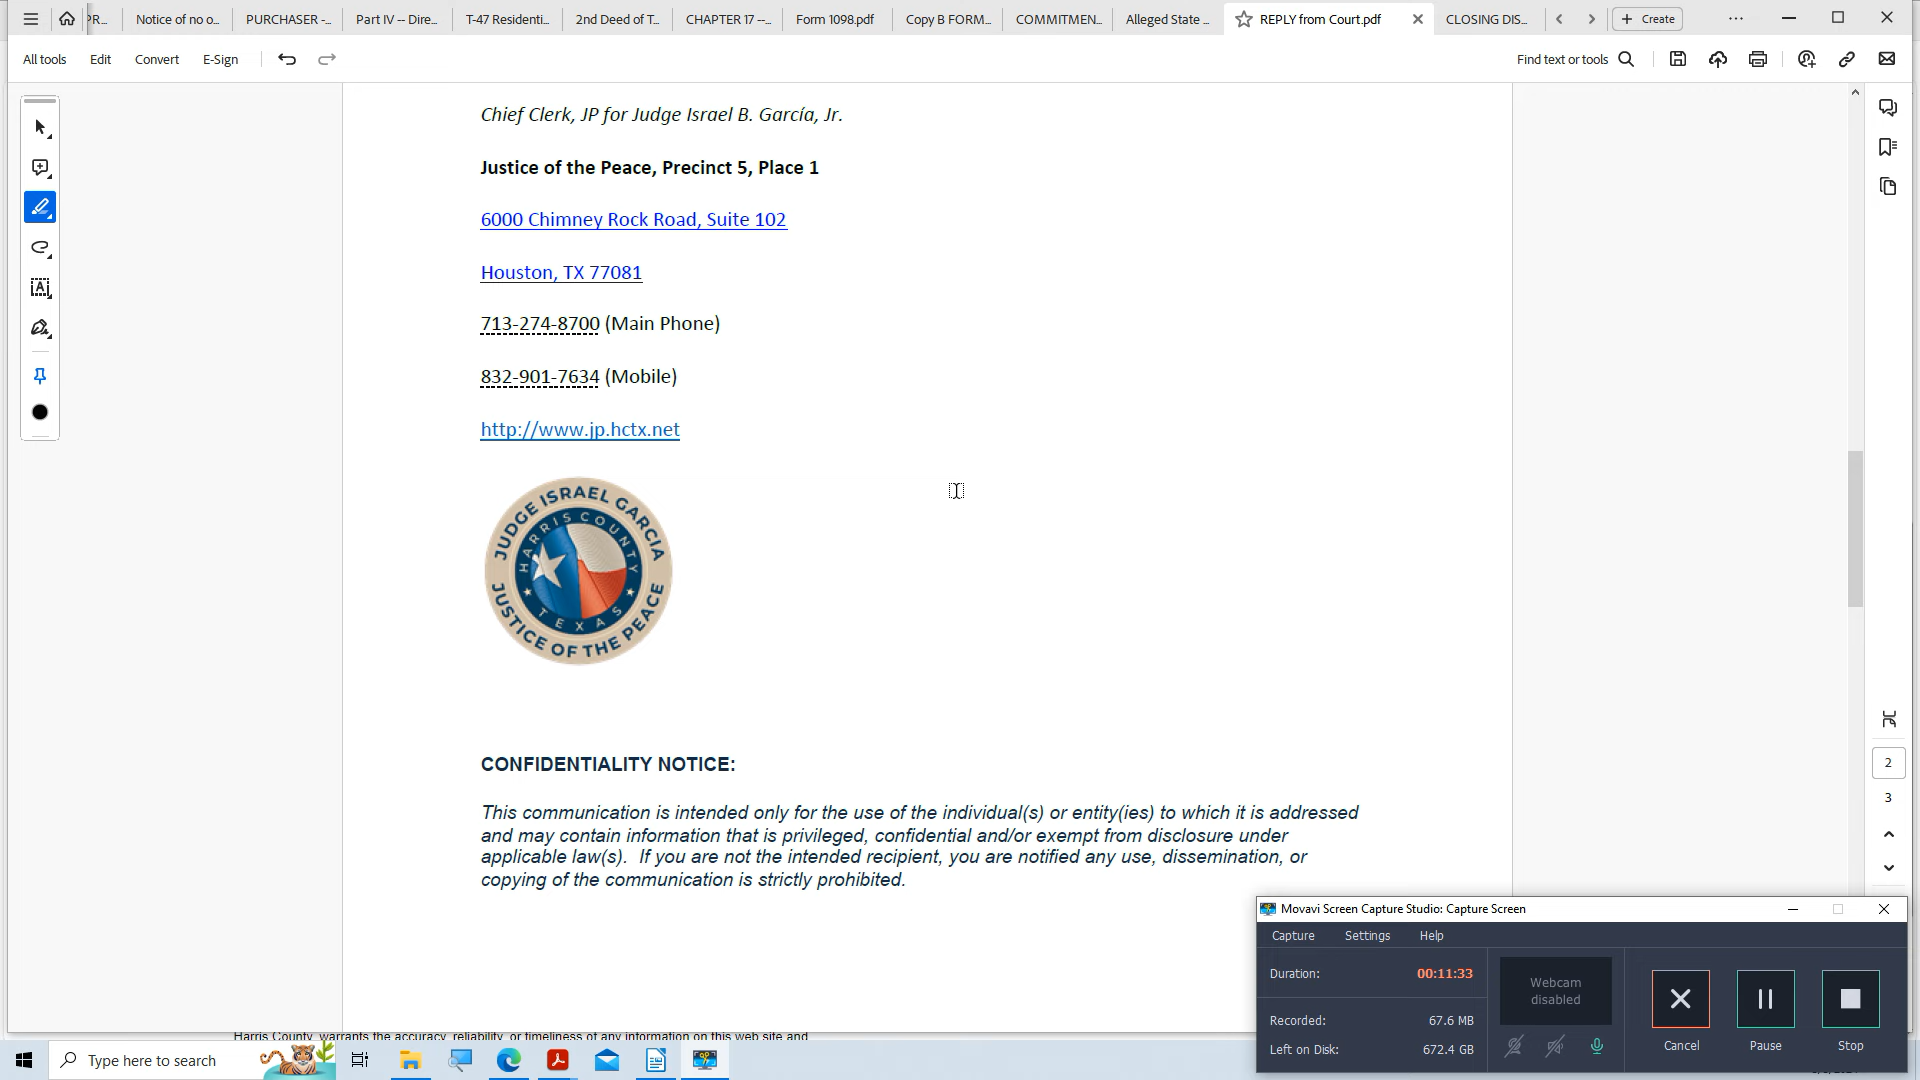 PR...
Notice of no o...
PURCHASER -...
Part IV -- Dire...
T-47 Residenti...
2nd Deed of T...
CHAPTER 17 --...
Form 1098.pdf
Copy B FORM...
COMMITMEN...
Alleged State ...
REPLY from Court.pdf
CLOSING DIS...
Create
All tools
Edit
Convert
E-Sign
Find text or tools
Chief Clerk, JP for Judge Israel B. García, Jr.
Justice of the Peace, Precinct 5, Place 1
6000 Chimney Rock Road, Suite 102
Houston, TX 77081
713-274-8700 (Main Phone)
832-901-7634 (Mobile)
http://www.jp.hctx.net
JUDGE ISRAEL GARCIA
HARRIS COUNTY
TEXAS
JUSTICE OF THE PEACE
2
3
CONFIDENTIALITY NOTICE:
This communication is intended only for the use of the individual(s) or entity(ies) to which it is addressed
and may contain information that is privileged, confidential and/or exempt from disclosure under
applicable law(s).  If you are not the intended recipient, you are notified any use, dissemination, or
copying of the communication is strictly prohibited.
Movavi Screen Capture Studio: Capture Screen
Capture
Settings
Help
Duration:
00:11:33
Webcam
disabled
Recorded:
67.6 MB
Left on Disk:
672.4 GB
Cancel
Pause
Stop
Harris County, warrants the accuracy, reliability, or timeliness of any information on this web site and
Type here to search